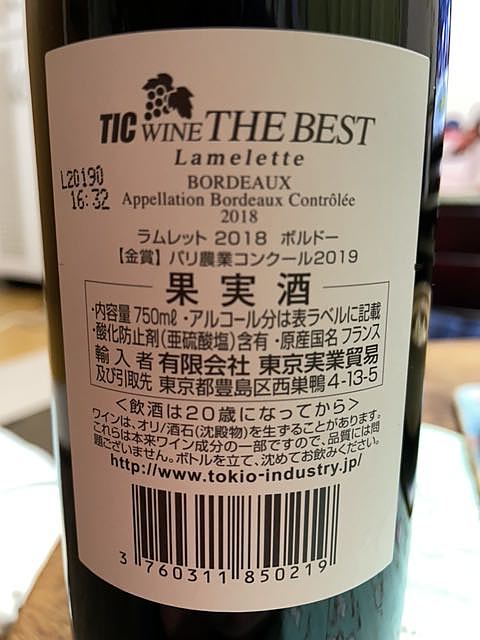 TIC WINE THE BEST
Lamelette
BORDEAUX
L20190
16:32
Appellation Bordeaux Contrôlée
2018
ラムレット 2018 ボルドー
【金賞】パリ農業コンクール2019
果実酒
・内容量 750mℓ ・アルコール分は表ラベルに記載
・酸化防止剤(亜硫酸塩)含有 ・原産国名 フランス
輸入者 有限会社 東京実業貿易
及び引取先 東京都豊島区西巣鴨4-13-5
<飲酒は20歳になってから>
ワインは、オリ/酒石(沈殿物)を生ずることがあります。
これらは本来ワイン成分の一部ですので、品質には問
題ございません。ボトルを立て、沈めてお飲みください。
http://www.tokio-industry.jp/
3 760311 850219